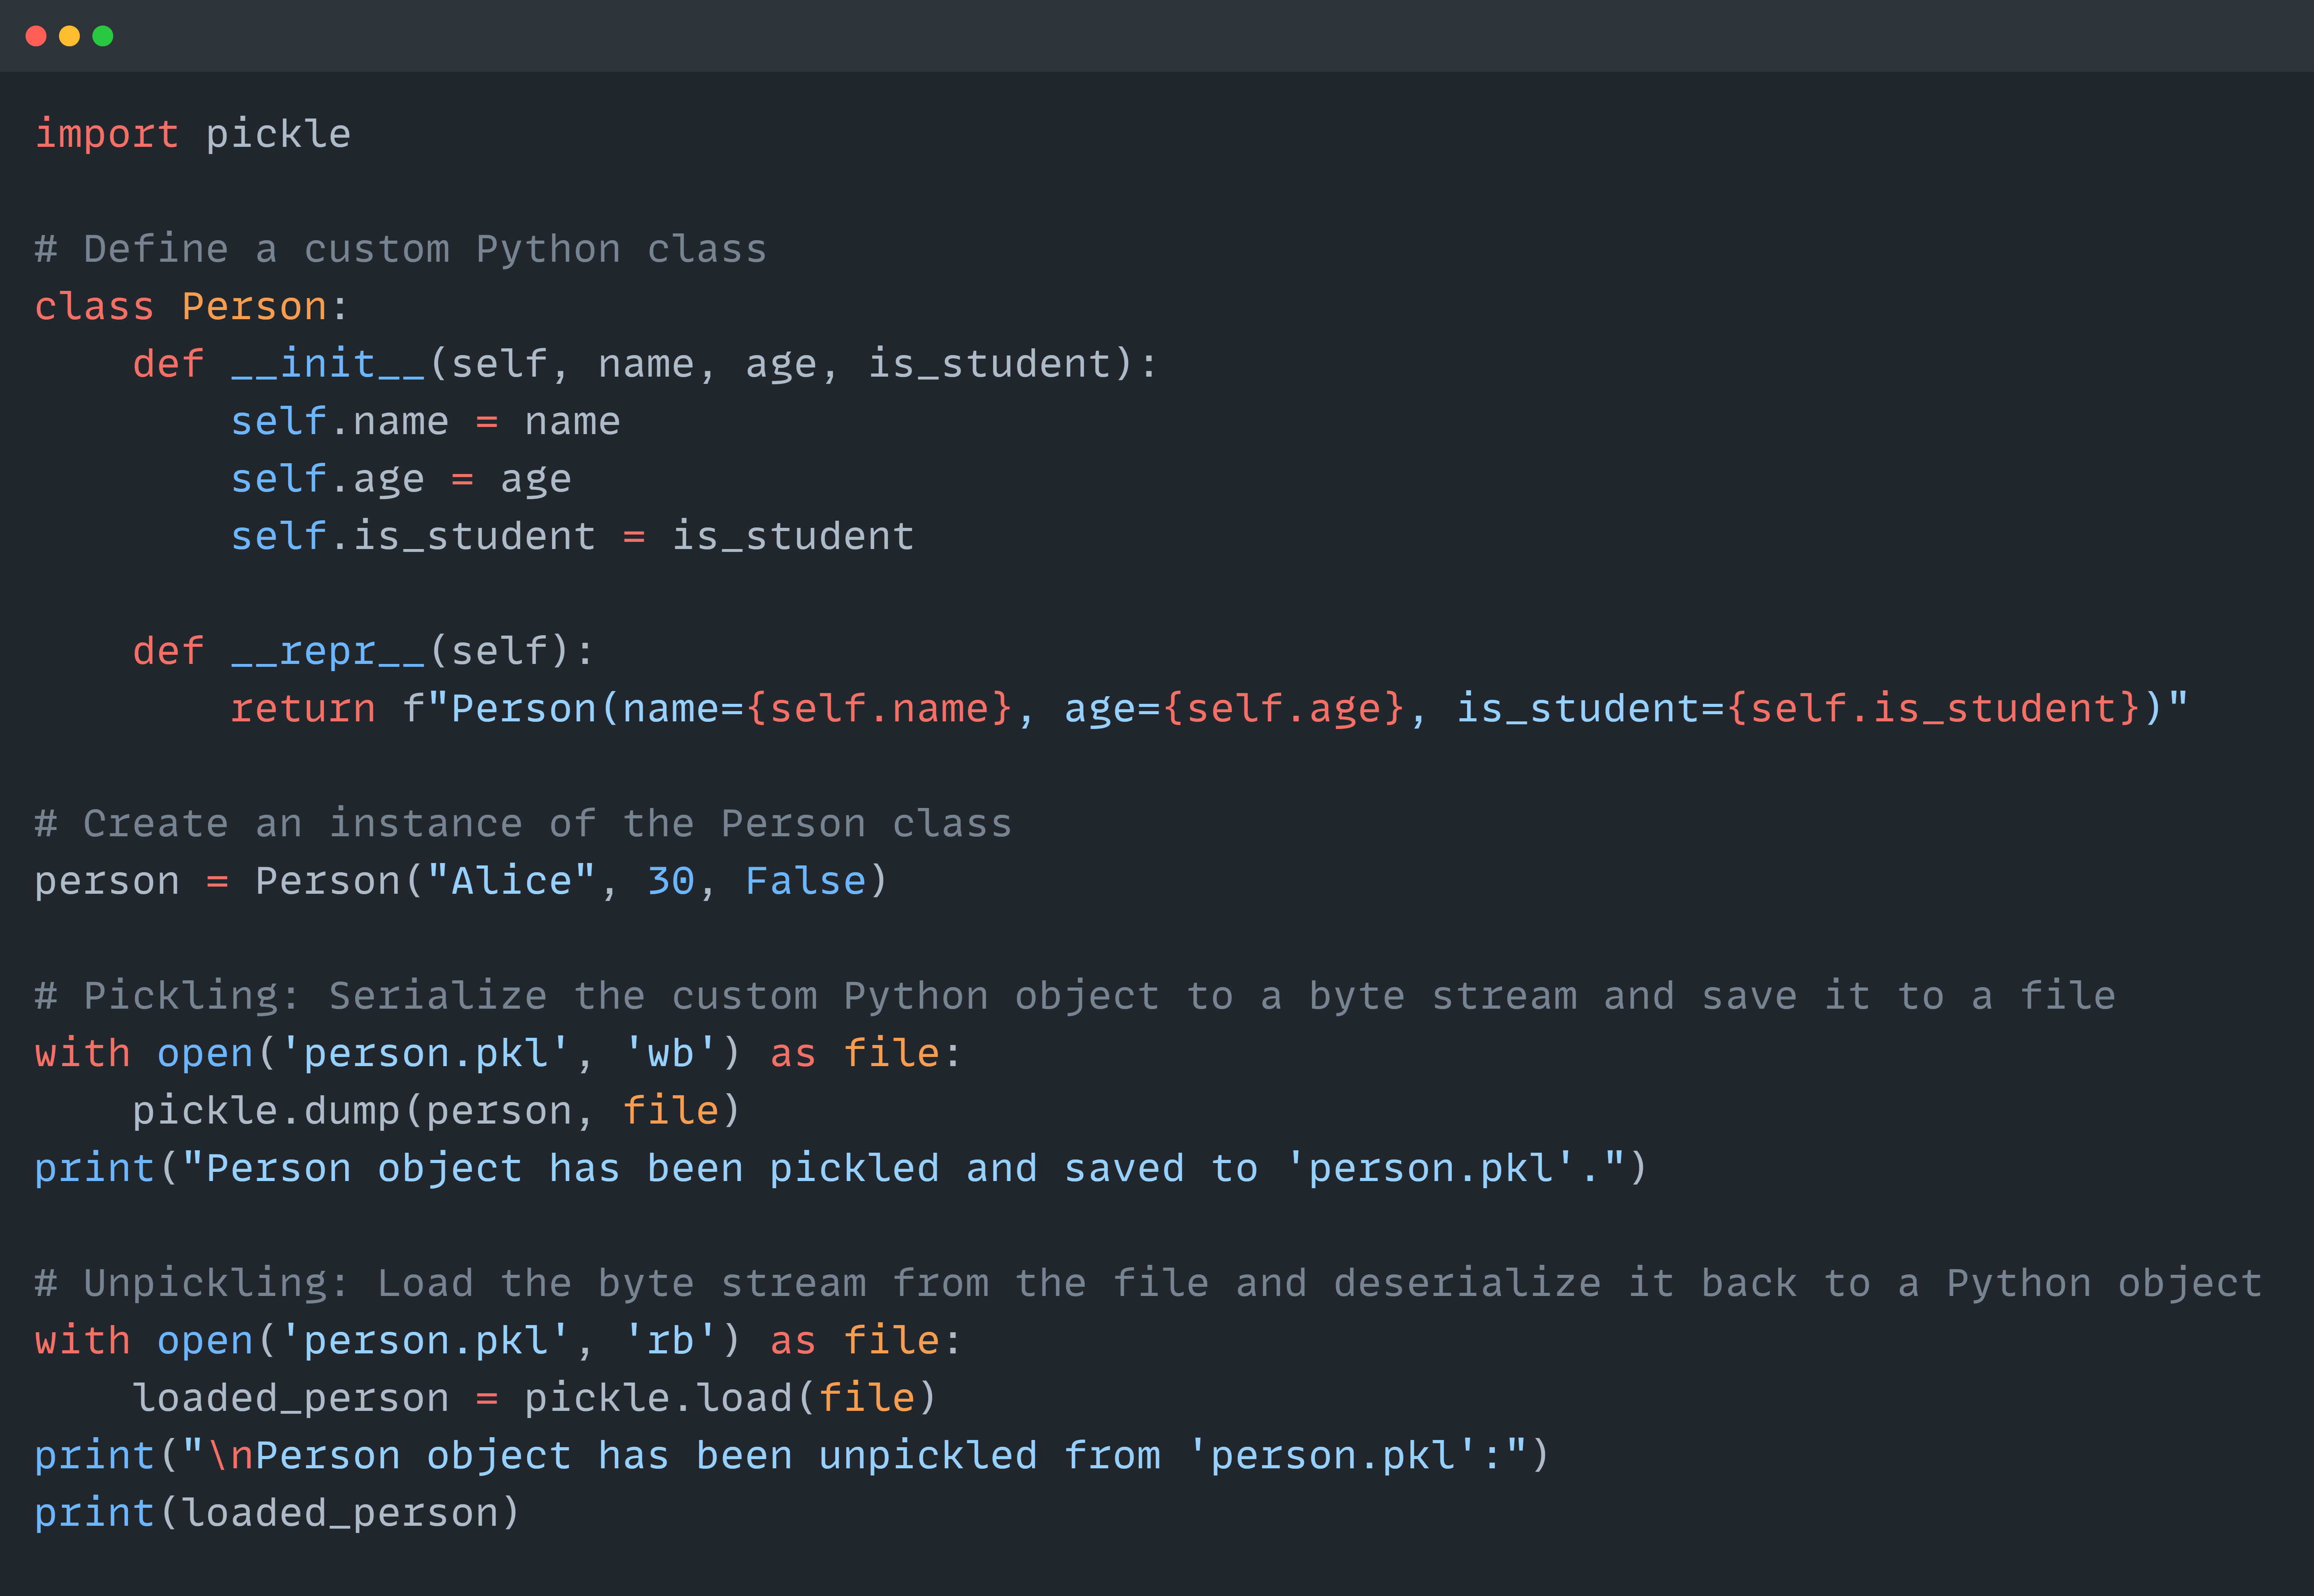 import pickle
# Define a custom Python class
class Person:
    def __init__(self, name, age, is_student):
        self.name = name
        self.age = age
        self.is_student = is_student
    def __repr__(self):
        return f"Person(name={self.name}, age={self.age}, is_student={self.is_student})"
# Create an instance of the Person class
person = Person("Alice", 30, False)
# Pickling: Serialize the custom Python object to a byte stream and save it to a file
with open('person.pkl', 'wb') as file:
    pickle.dump(person, file)
print("Person object has been pickled and saved to 'person.pkl'.")
# Unpickling: Load the byte stream from the file and deserialize it back to a Python object
with open('person.pkl', 'rb') as file:
    loaded_person = pickle.load(file)
print("\nPerson object has been unpickled from 'person.pkl':")
print(loaded_person)